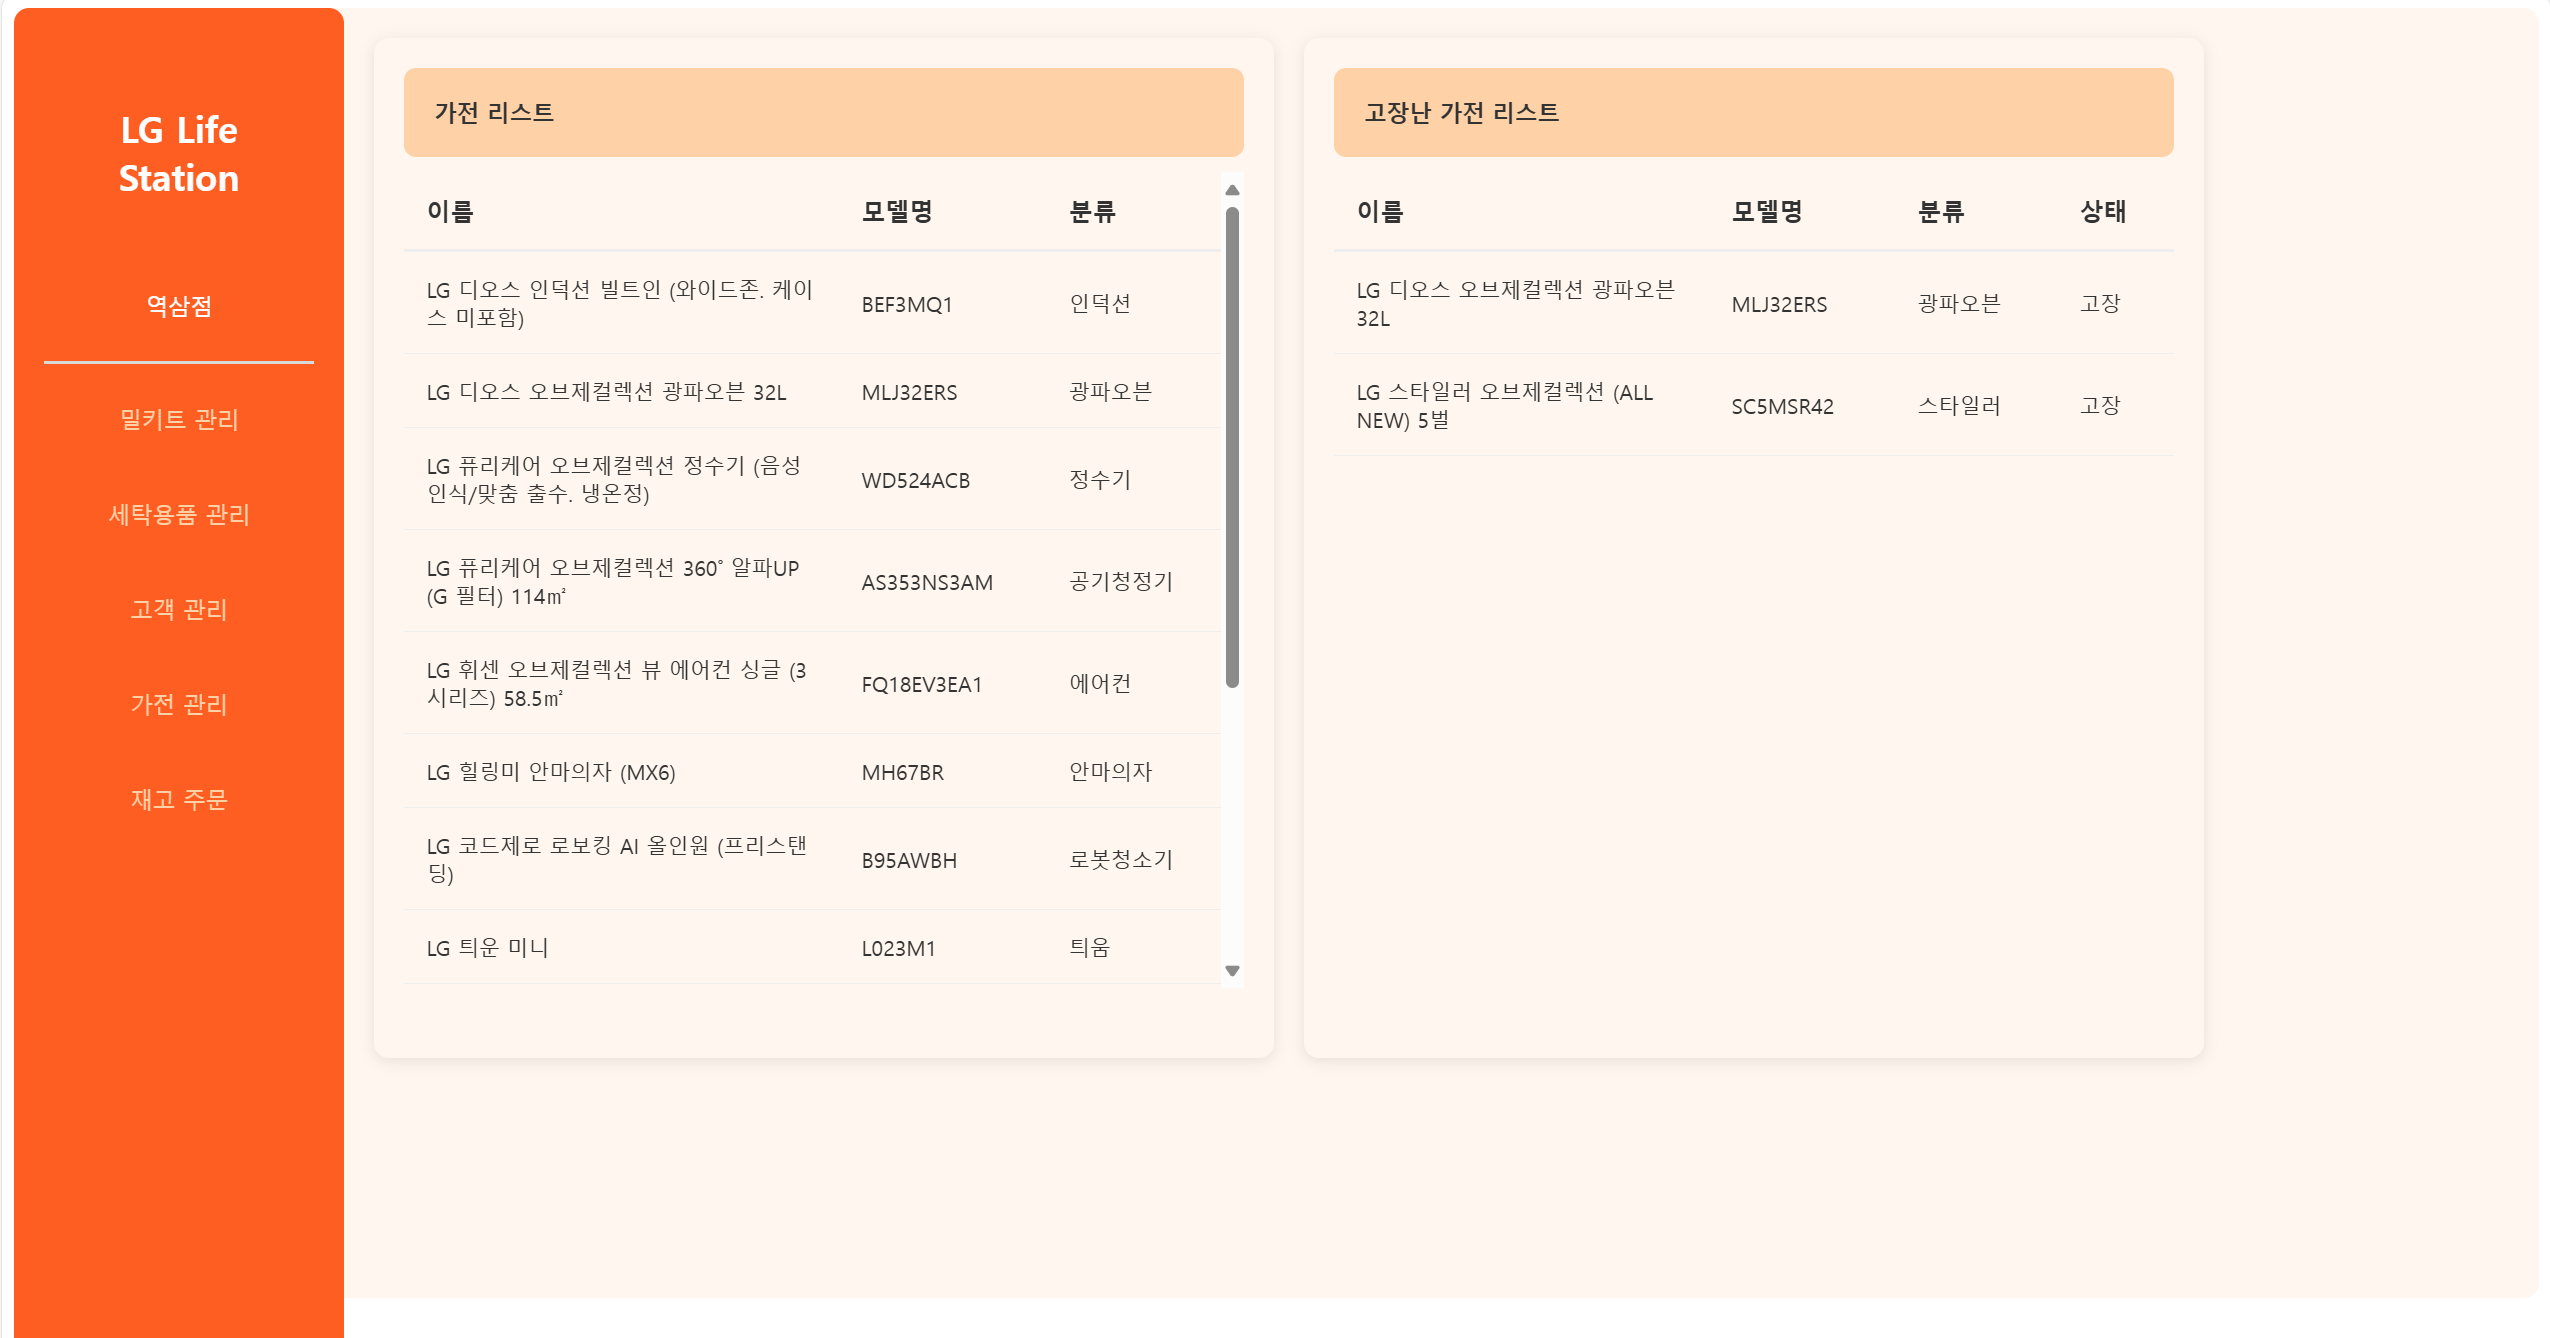 LG Life
Station
역삼점
밀키트 관리
세탁용품 관리
고객 관리
가전 관리
재고 주문
가전 리스트
이름 모델명 분류
LG 디오스 인덕션 빌트인 (와이드존. 케이
스 미포함) BEF3MQ1 인덕션
LG 디오스 오브제컬렉션 광파오븐 32L MLJ32ERS 광파오븐
LG 퓨리케어 오브제컬렉션 정수기 (음성
인식/맞춤 출수. 냉온정) WD524ACB 정수기
LG 퓨리케어 오브제컬렉션 360˚ 알파UP
(G 필터) 114㎡ AS353NS3AM 공기청정기
LG 휘센 오브제컬렉션 뷰 에어컨 싱글 (3
시리즈) 58.5㎡ FQ18EV3EA1 에어컨
LG 힐링미 안마의자 (MX6) MH67BR 안마의자
LG 코드제로 로보킹 AI 올인원 (프리스탠
딩) B95AWBH 로봇청소기
LG 틔운 미니 L023M1 틔움
고장난 가전 리스트
이름 모델명 분류 상태
LG 디오스 오브제컬렉션 광파오븐
32L MLJ32ERS 광파오븐 고장
LG 스타일러 오브제컬렉션 (ALL
NEW) 5벌 SC5MSR42 스타일러 고장